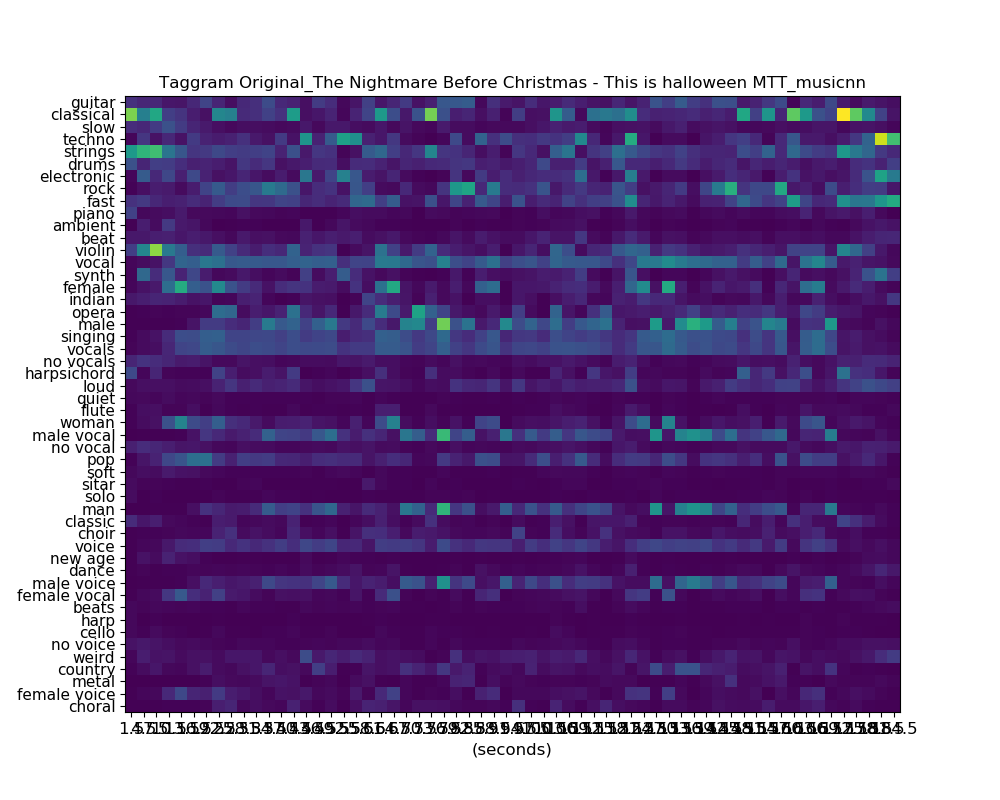 Taggram Original_The Nightmare Before Christmas - This is halloween MTT_musicnn
guitar
classical
slow
techno
strings
drums
electronic
rock
fast
piano
ambient
beat
violin
vocal
synth
female
indian
opera
male
singing
vocals
no vocals
harpsichord
loud
quiet
flute
woman
male vocal
no vocal
pop
soft
sitar
solo
man
classic
choir
voice
new age
dance
male voice
female vocal
beats
harp
cello
no voice
weird
country
metal
female voice
choral
(seconds)